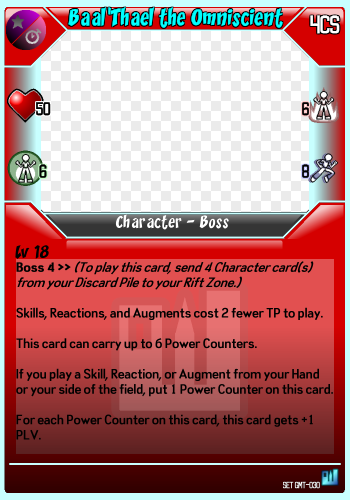 Baal'Thael the Omniscient
4CS
50
6
6
8
Character - Boss
Lv 18
Boss 4 >> (To play this card, send 4 Character card(s)
from your Discard Pile to your Rift Zone.)
Skills, Reactions, and Augments cost 2 fewer TP to play.
This card can carry up to 6 Power Counters.
If you play a Skill, Reaction, or Augment from your Hand
or your side of the field, put 1 Power Counter on this card.
For each Power Counter on this card, this card gets +1
PLV.
SET GMT-030